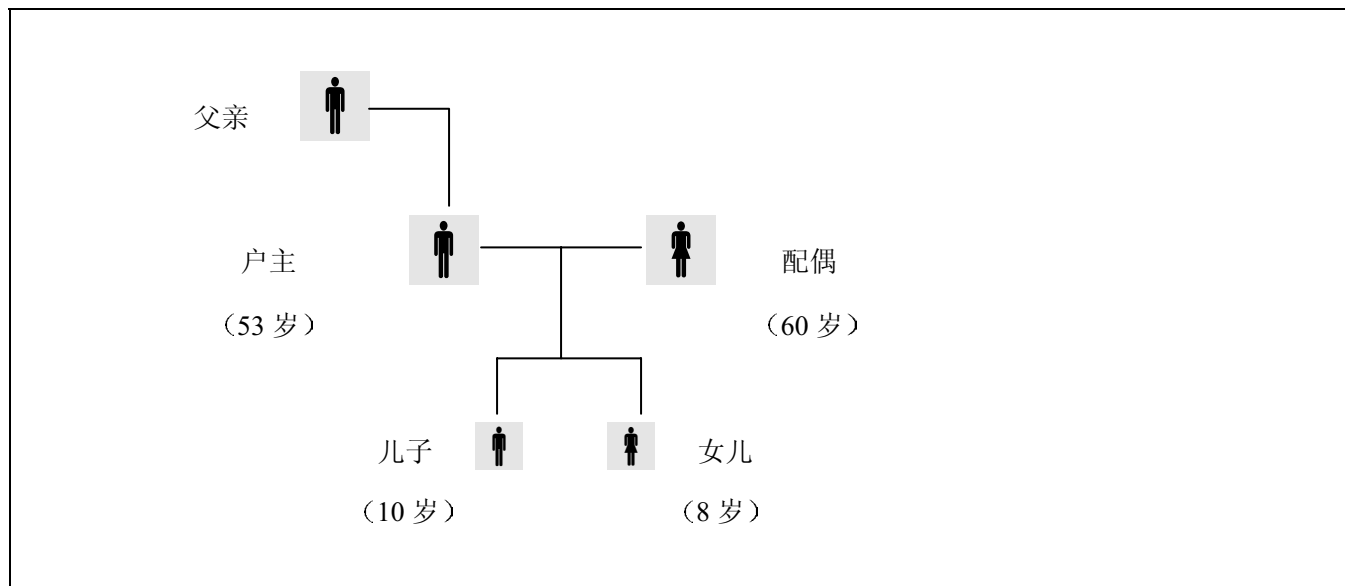 父亲
户主 配偶
（53 岁） （60 岁）
儿子 女儿
（10 岁） （8 岁）